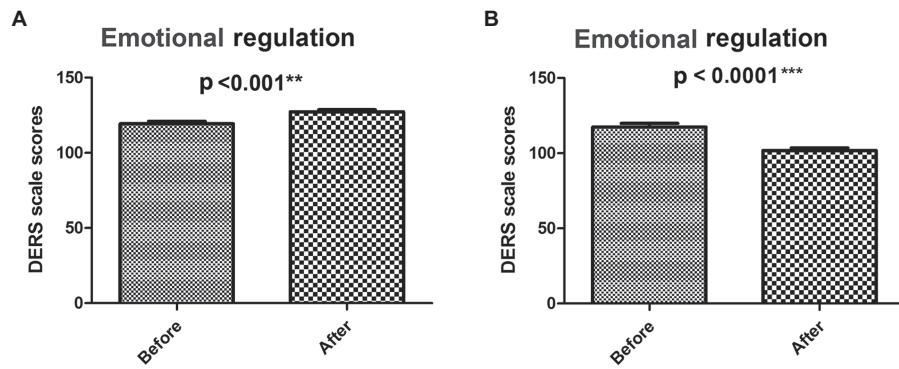 A
Emotional regulation
p <0.001**
DERS scale scores
150
100
50
0
Before
After
B
Emotional regulation
p < 0.0001***
DERS scale scores
150
100
50
0
Before
After